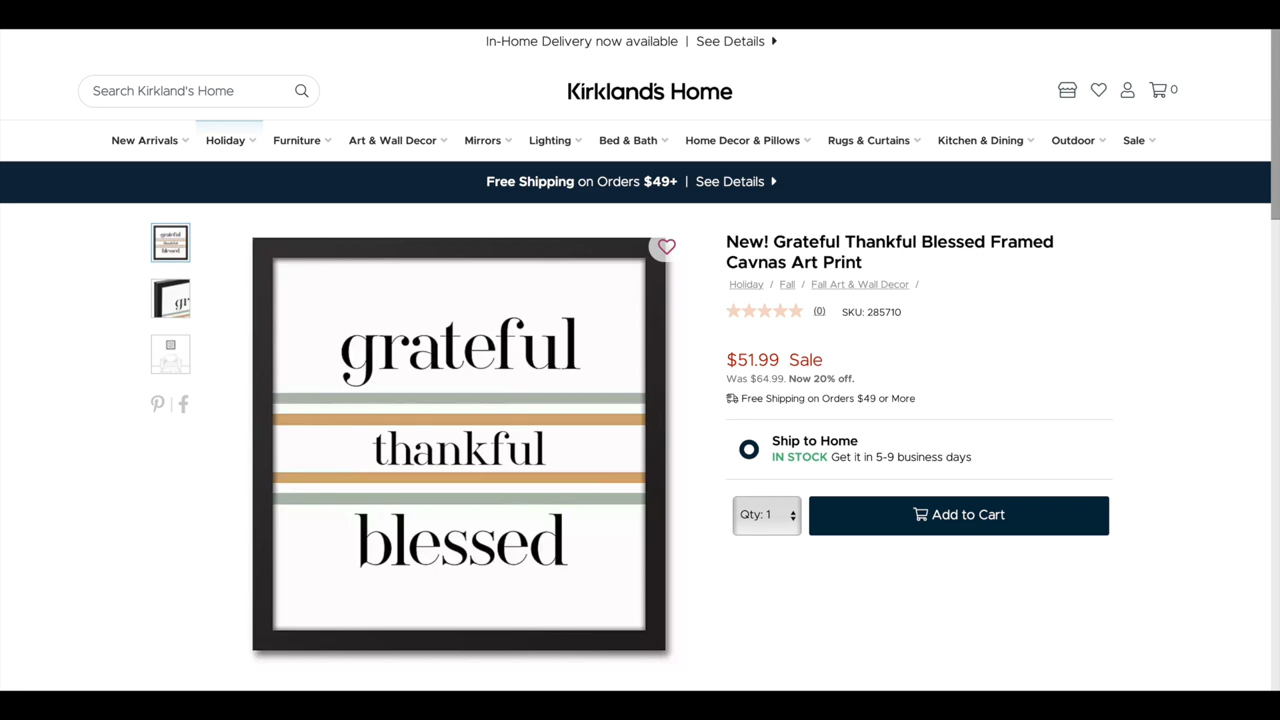 In-Home Delivery now available | See Details
Search Kirkland's Home
Kirkland's Home
0
New Arrivals Holiday Furniture Art & Wall Decor Mirrors Lighting Bed & Bath Home Decor & Pillows Rugs & Curtains Kitchen & Dining Outdoor Sale
Free Shipping on Orders $49+ | See Details
grateful
thankful
blessed
gr
grateful
thankful
blessed
New! Grateful Thankful Blessed Framed
Cavnas Art Print
Holiday / Fall / Fall Art & Wall Decor /
(0) SKU: 285710
$51.99 Sale
Was $64.99. Now 20% off.
Free Shipping on Orders $49 or More
Ship to Home
IN STOCK Get it in 5-9 business days
Qty: 1
Add to Cart